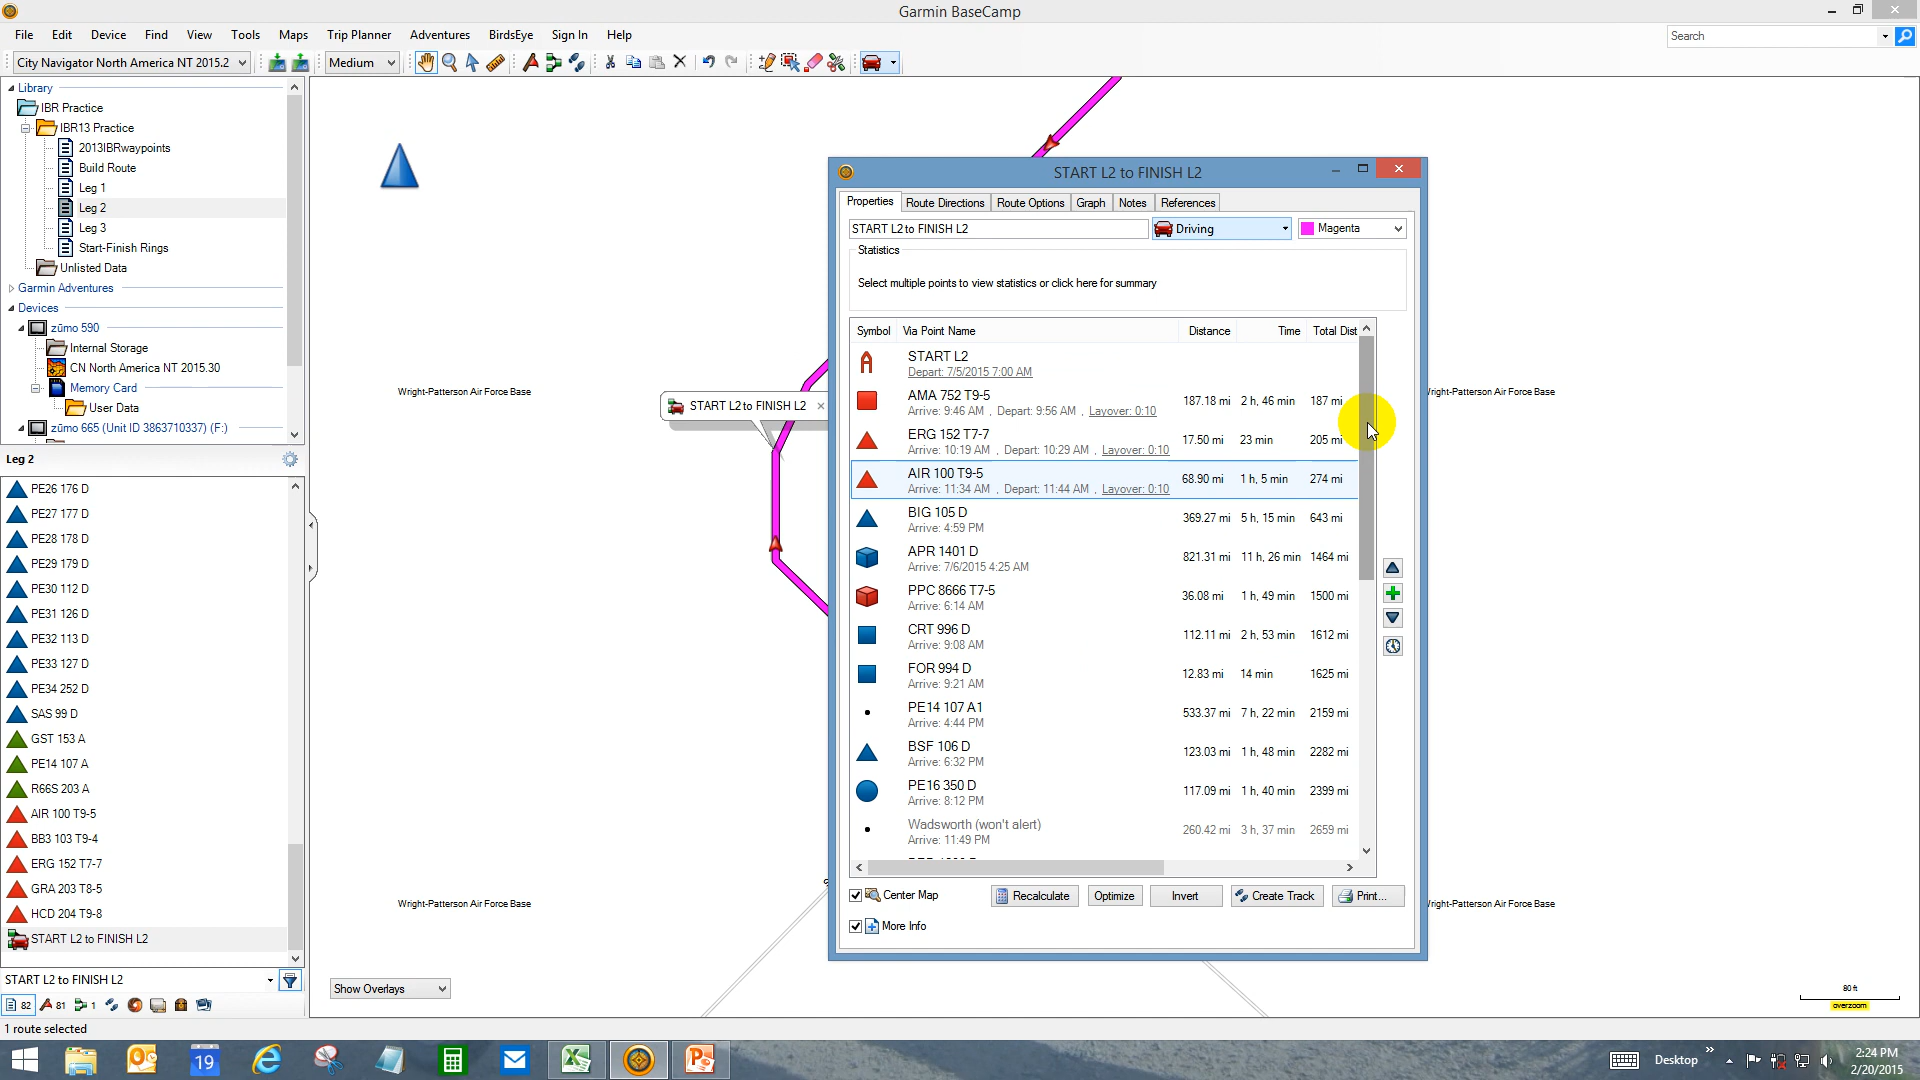 Garmin BaseCamp
File Edit Device Find View Tools Maps Trip Planner Adventures BirdsEye Sign In Help
Search
City Navigator North America NT 2015.2
Medium
Library
IBR Practice
IBR13 Practice
2013IBRwaypoints
Build Route
Leg 1
Leg 2
Leg 3
Start-Finish Rings
Unlisted Data
Garmin Adventures
Devices
zūmo 590
Internal Storage
CN North America NT 2015.30
Memory Card
User Data
zūmo 665 (Unit ID 3863710337) (F:)
Leg 2
PE26 176 D
PE27 177 D
PE28 178 D
PE29 179 D
PE30 112 D
PE31 126 D
PE32 113 D
PE33 127 D
PE34 252 D
SAS 99 D
GST 153 A
PE14 107 A
R66S 203 A
AIR 100 T9-5
BB3 103 T9-4
ERG 152 T7-7
GRA 203 T8-5
HCD 204 T9-8
START L2 to FINISH L2
START L2 to FINISH L2
82 81 1
1 route selected
Wright-Patterson Air Force Base
START L2 to FINISH L2
Wright-Patterson Air Force Base
Show Overlays
START L2 to FINISH L2
Properties Route Directions Route Options Graph Notes References
START L2 to FINISH L2 Driving Magenta
Statistics
Select multiple points to view statistics or click here for summary
Symbol Via Point Name Distance Time Total Dist
START L2
Depart: 7/5/2015 7:00 AM
AMA 752 T9-5 187.18 mi 2 h, 46 min 187 mi
Arrive: 9:46 AM , Depart: 9:56 AM , Layover: 0:10
ERG 152 T7-7 17.50 mi 23 min 205 mi
Arrive: 10:19 AM , Depart: 10:29 AM , Layover: 0:10
AIR 100 T9-5 68.90 mi 1 h, 5 min 274 mi
Arrive: 11:34 AM , Depart: 11:44 AM , Layover: 0:10
BIG 105 D 369.27 mi 5 h, 15 min 643 mi
Arrive: 4:59 PM
APR 1401 D 821.31 mi 11 h, 26 min 1464 mi
Arrive: 7/6/2015 4:25 AM
PPC 8666 T7-5 36.08 mi 1 h, 49 min 1500 mi
Arrive: 6:14 AM
CRT 996 D 112.11 mi 2 h, 53 min 1612 mi
Arrive: 9:08 AM
FOR 994 D 12.83 mi 14 min 1625 mi
Arrive: 9:21 AM
PE14 107 A1 533.37 mi 7 h, 22 min 2159 mi
Arrive: 4:44 PM
BSF 106 D 123.03 mi 1 h, 48 min 2282 mi
Arrive: 6:32 PM
PE16 350 D 117.09 mi 1 h, 40 min 2399 mi
Arrive: 8:12 PM
Wadsworth (won't alert) 260.42 mi 3 h, 37 min 2659 mi
Arrive: 11:49 PM
Center Map Recalculate Optimize Invert Create Track Print...
More Info
right-Patterson Air Force Base
right-Patterson Air Force Base
80 ft
overzoom
19
Desktop
2:24 PM
2/20/2015